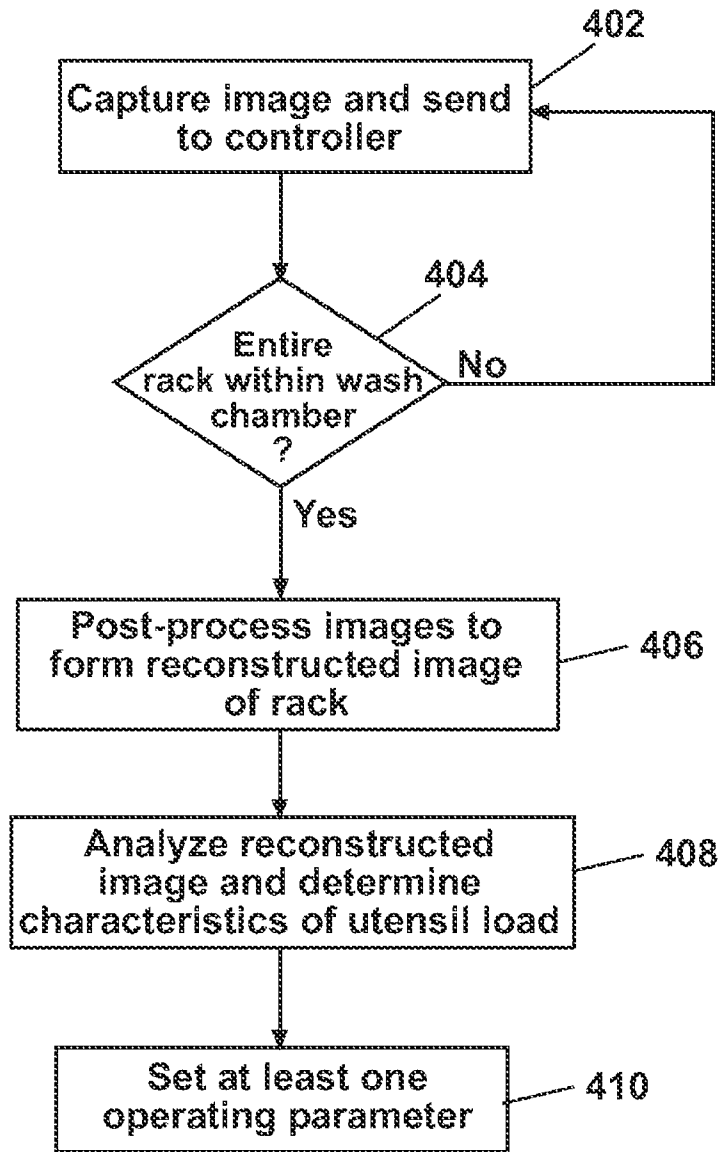 402
Capture image and send
to controller
404
Entire
rack within wash
chamber
?
No
Yes
Post-process images to
form reconstructed image
of rack
406
Analyze reconstructed
image and determine
characteristics of utensil load
408
Set at least one
operating parameter
410